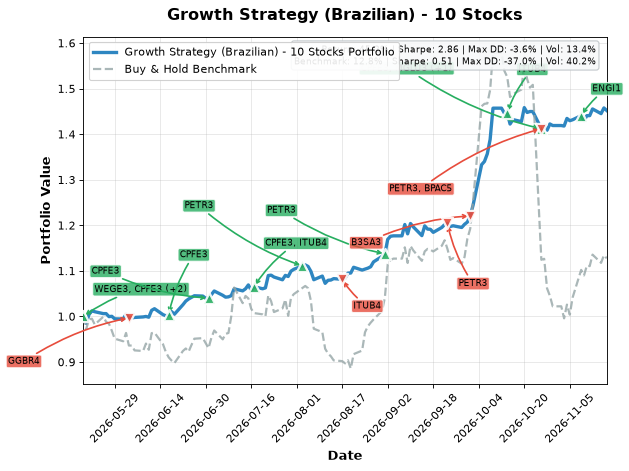 Growth Strategy (Brazilian) - 10 Stocks
Growth Strategy (Brazilian) - 10 Stocks Portfolio
Buy & Hold Benchmark
Sharpe: 2.86 | Max DD: -3.6% | Vol: 13.4%
Benchmark: 12.8% | Sharpe: 0.51 | Max DD: -37.0% | Vol: 40.2%
ENGI1
PETR3, BPAC5
PETR3
PETR3
B3SA3
CPFE3, ITUB4
CPFE3
CPFE3
WEGE3, CPFE3 (+2)
PETR3
ITUB4
GGBR4
Portfolio Value
1.6
1.5
1.4
1.3
1.2
1.1
1.0
0.9
2026-05-29
2026-06-14
2026-06-30
2026-07-16
2026-08-01
2026-08-17
2026-09-02
2026-09-18
2026-10-04
2026-10-20
2026-11-05
Date